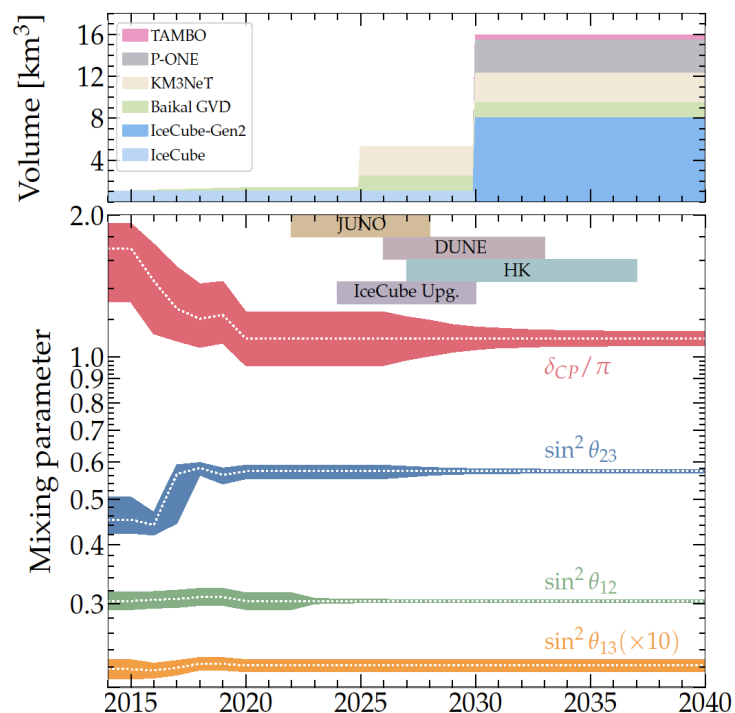 Volume [km³]
16
12
8
4
TAMBO
P-ONE
KM3NeT
Baikal GVD
IceCube-Gen2
IceCube
Mixing parameter
2.0
1.0
0.9
0.8
0.7
0.6
0.5
0.4
0.3
JUNO
DUNE
HK
IceCube Upg.
δ_CP/π
sin² θ₂₃
sin² θ₁₂
sin² θ₁₃(×10)
2015 2020 2025 2030 2035 2040